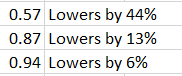 0.57 Lowers by 44%
0.87 Lowers by 13%
0.94 Lowers by 6%